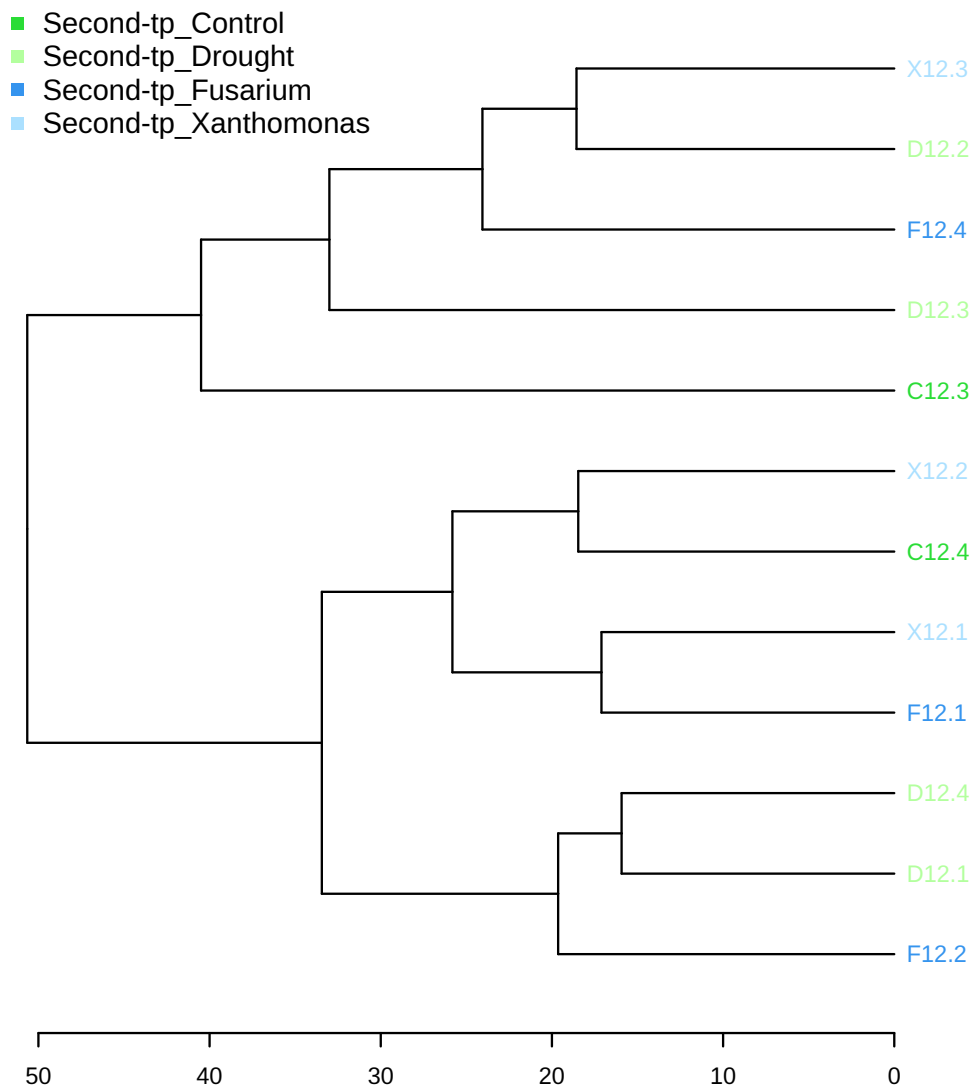 Second-tp_Control
Second-tp_Drought
Second-tp_Fusarium
Second-tp_Xanthomonas
X12.3
D12.2
F12.4
D12.3
C12.3
X12.2
C12.4
X12.1
F12.1
D12.4
D12.1
F12.2
50 40 30 20 10 0